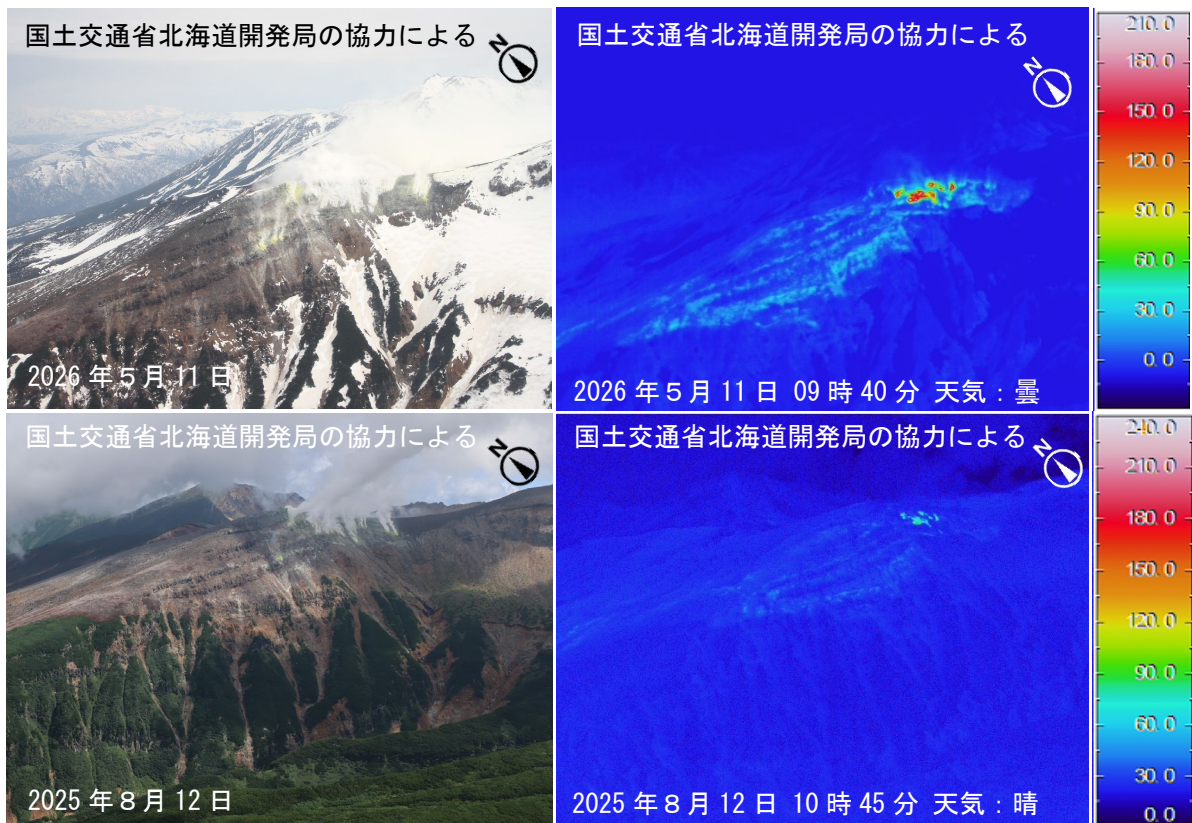 国土交通省北海道開発局の協力による
N
2026年5月11日
国土交通省北海道開発局の協力による
N
2026年5月11日 09時40分 天気：曇
210.0
180.0
150.0
120.0
90.0
60.0
30.0
0.0
国土交通省北海道開発局の協力による
N
2025年8月12日
国土交通省北海道開発局の協力による
N
2025年8月12日 10時45分 天気：晴
240.0
210.0
180.0
150.0
120.0
90.0
60.0
30.0
0.0